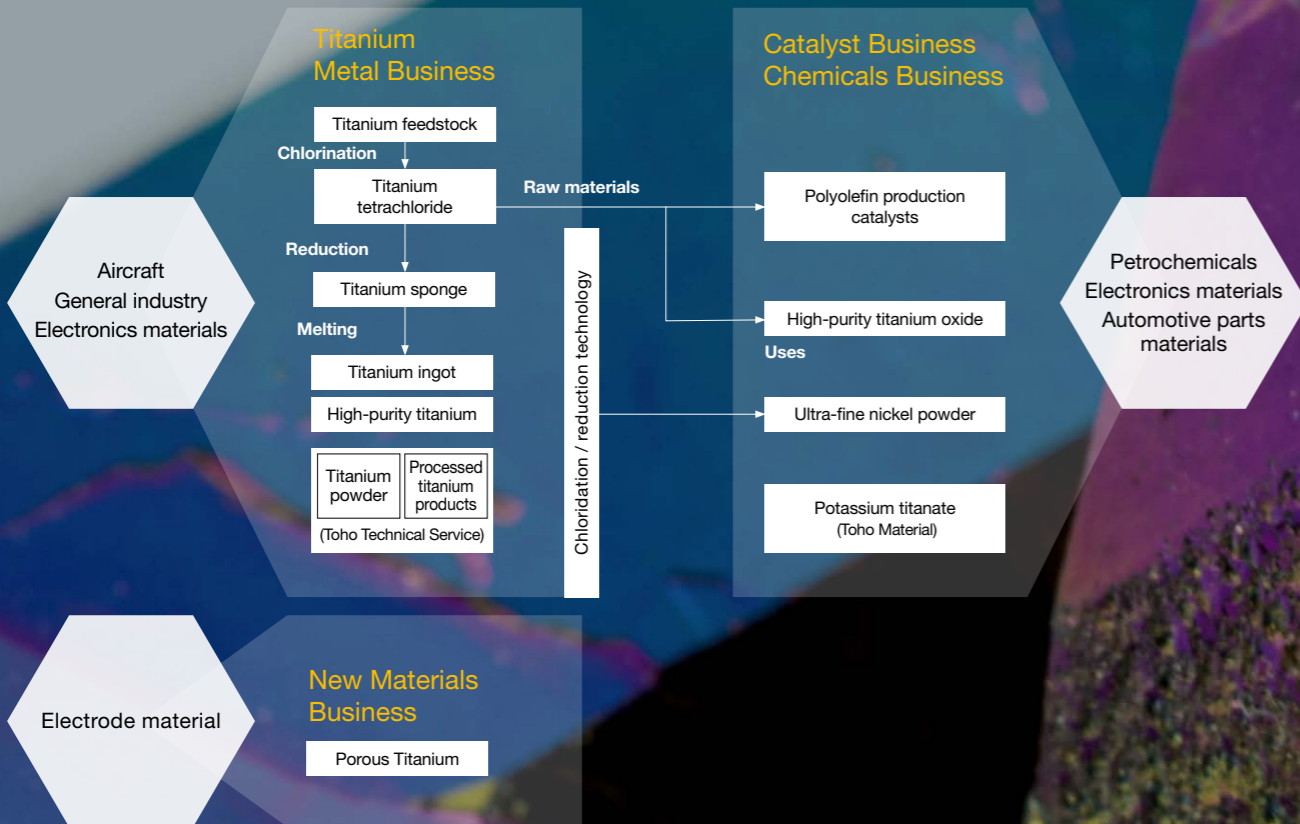 Titanium
Metal Business
Titanium feedstock
Chlorination
Titanium
tetrachloride
Raw materials
Reduction
Titanium sponge
Melting
Titanium ingot
High-purity titanium
Titanium
powder
Processed
titanium
products
(Toho Technical Service)
Chloridation / reduction technology
Aircraft
General industry
Electronics materials
Catalyst Business
Chemicals Business
Polyolefin production
catalysts
High-purity titanium oxide
Uses
Ultra-fine nickel powder
Potassium titanate
(Toho Material)
Petrochemicals
Electronics materials
Automotive parts
materials
New Materials
Business
Porous Titanium
Electrode material